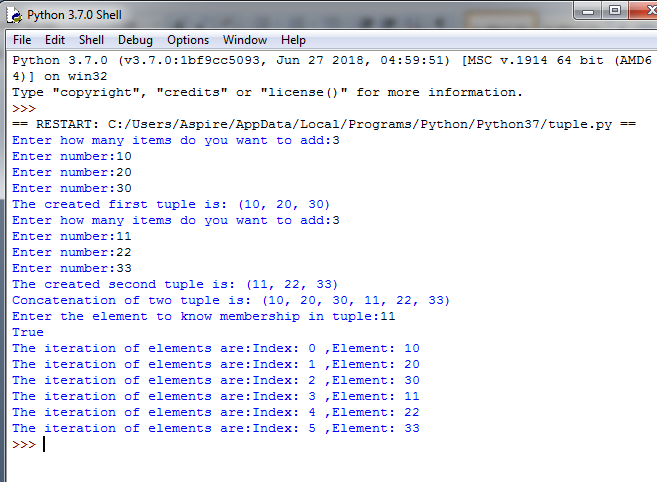 Python 3.7.0 Shell
File Edit Shell Debug Options Window Help
Python 3.7.0 (v3.7.0:1bf9cc5093, Jun 27 2018, 04:59:51) [MSC v.1914 64 bit (AMD6
4)] on win32
Type "copyright", "credits" or "license()" for more information.
>>>
== RESTART: C:/Users/Aspire/AppData/Local/Programs/Python/Python37/tuple.py ==
Enter how many items do you want to add:3
Enter number:10
Enter number:20
Enter number:30
The created first tuple is: (10, 20, 30)
Enter how many items do you want to add:3
Enter number:11
Enter number:22
Enter number:33
The created second tuple is: (11, 22, 33)
Concatenation of two tuple is: (10, 20, 30, 11, 22, 33)
Enter the element to know membership in tuple:11
True
The iteration of elements are:Index: 0 ,Element: 10
The iteration of elements are:Index: 1 ,Element: 20
The iteration of elements are:Index: 2 ,Element: 30
The iteration of elements are:Index: 3 ,Element: 11
The iteration of elements are:Index: 4 ,Element: 22
The iteration of elements are:Index: 5 ,Element: 33
>>>